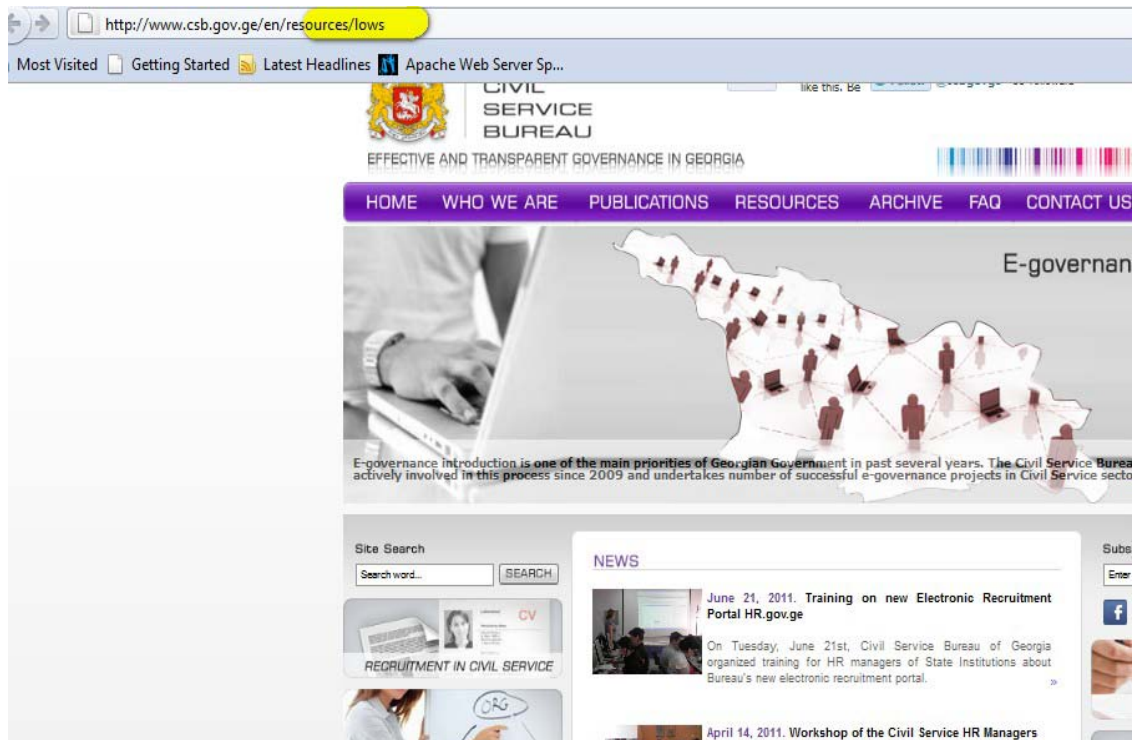 http://www.csb.gov.ge/en/resources/lows
Most Visited Getting Started Latest Headlines Apache Web Server Sp...
CIVIL like this. Be
SERVICE
BUREAU
EFFECTIVE AND TRANSPARENT GOVERNANCE IN GEORGIA
HOME WHO WE ARE PUBLICATIONS RESOURCES ARCHIVE FAQ CONTACT US
E-governan
E-governance introduction is one of the main priorities of Georgian Government in past several years. The Civil Service Burea
actively involved in this process since 2009 and undertakes number of successful e-governance projects in Civil Service secto
Site Search
Search word... SEARCH
CV
RECRUITMENT IN CIVIL SERVICE
ORG
NEWS
June 21, 2011. Training on new Electronic Recruitment
Portal HR.gov.ge
On Tuesday, June 21st, Civil Service Bureau of Georgia
organized training for HR managers of State Institutions about
Bureau's new electronic recruitment portal.
»
April 14, 2011. Workshop of the Civil Service HR Managers
Subs
Enter
f